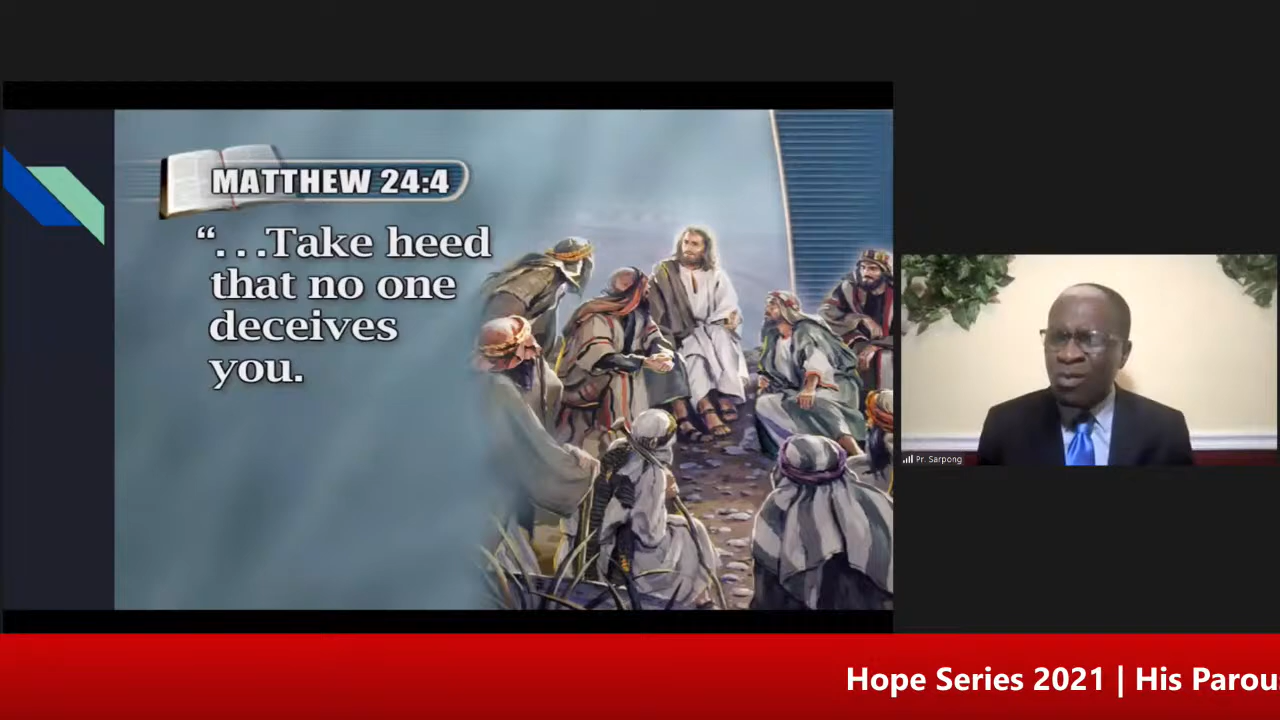 MATTHEW 24:4
“. . .Take heed
that no one
deceives
you.
Pr. Sarpong
Hope Series 2021 | His Parou